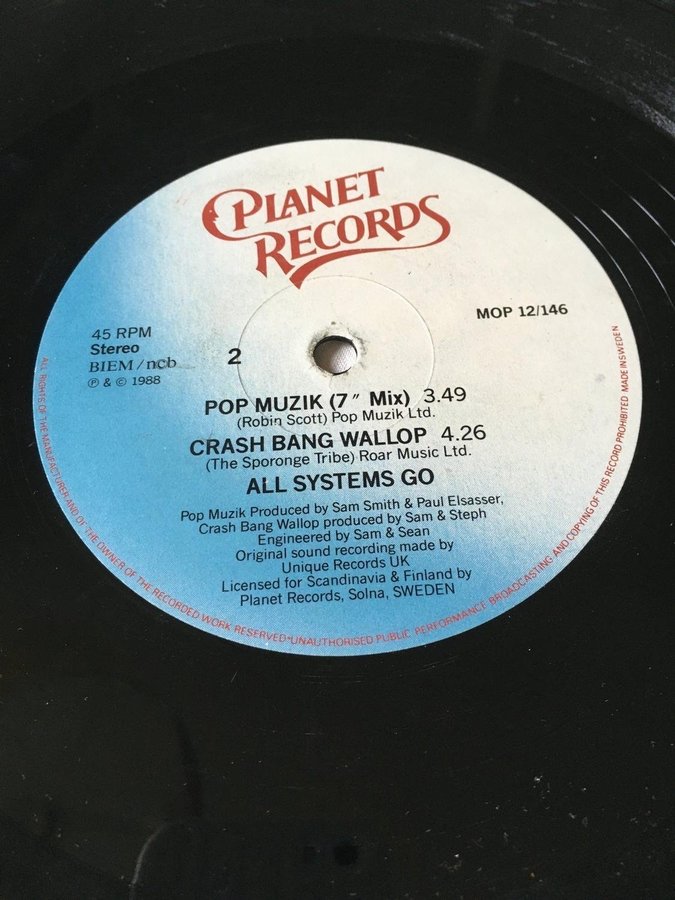 PLANET
RECORDS
MOP 12/146
45 RPM
Stereo
BIEM/ncb
℗ & © 1988
2
POP MUZIK (7" Mix) 3.49
(Robin Scott) Pop Muzik Ltd.
CRASH BANG WALLOP 4.26
(The Sporonge Tribe) Roar Music Ltd.
ALL SYSTEMS GO
Pop Muzik Produced by Sam Smith & Paul Elsasser,
Crash Bang Wallop produced by Sam & Steph
Engineered by Sam & Sean
Original sound recording made by
Unique Records UK
Licensed for Scandinavia & Finland by
Planet Records, Solna, SWEDEN
ALL RIGHTS OF THE MANUFACTURER AND OF THE OWNER OF THE RECORDED WORK RESERVED·UNAUTHORISED PUBLIC PERFORMANCE BROADCASTING AND COPYING OF THIS RECORD PROHIBITED MADE IN SWEDEN